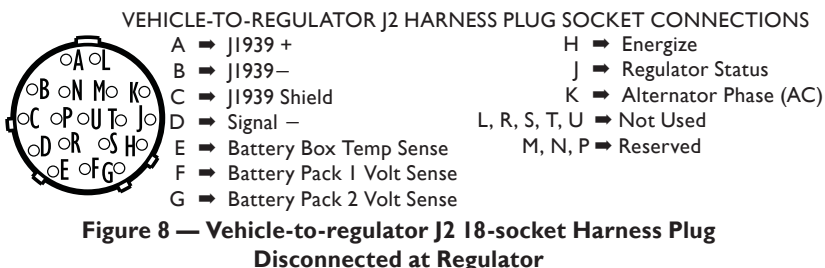 VEHICLE-TO-REGULATOR J2 HARNESS PLUG SOCKET CONNECTIONS
A L
B N M K
C P U T J
D R S H
E F G
A ➡ J1939 +
B ➡ J1939−
C ➡ J1939 Shield
D ➡ Signal −
E ➡ Battery Box Temp Sense
F ➡ Battery Pack 1 Volt Sense
G ➡ Battery Pack 2 Volt Sense
H ➡ Energize
J ➡ Regulator Status
K ➡ Alternator Phase (AC)
L, R, S, T, U ➡ Not Used
M, N, P ➡ Reserved
Figure 8 — Vehicle-to-regulator J2 18-socket Harness Plug
Disconnected at Regulator